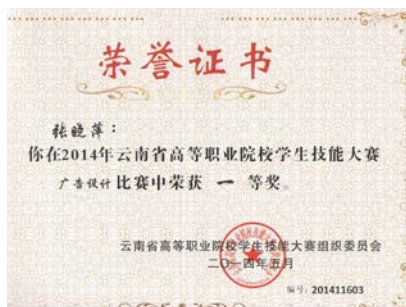 荣誉证书
张晓萍：
你在2014年云南省高等职业院校学生技能大赛
广告设计 比赛中荣获 一 等奖。
云南省高等职业院校学生技能大赛组织委员会
二〇一四年五月
编号：201411603